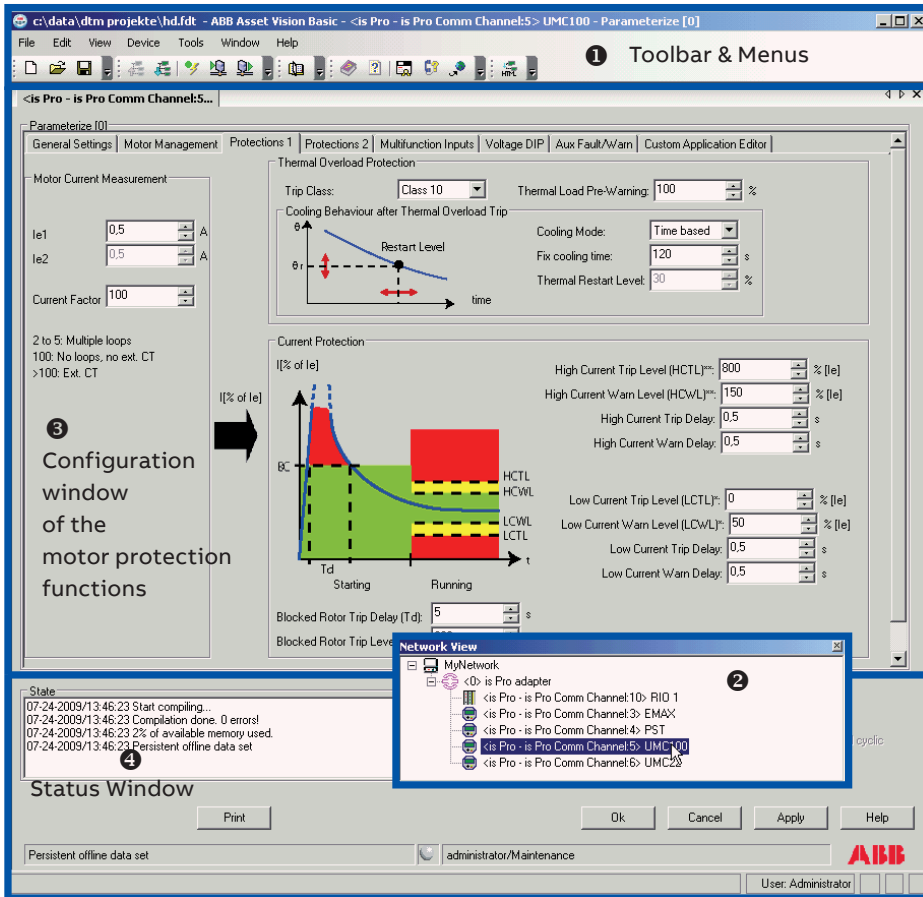 c:\data\dtm projekte\hd.fdt - ABB Asset Vision Basic - <is Pro - is Pro Comm Channel:5> UMC100 - Parameterize [0]
File Edit View Device Tools Window Help
❶ Toolbar & Menus
<is Pro - is Pro Comm Channel:5...
Parameterize [0]
General Settings Motor Management Protections 1 Protections 2 Multifunction Inputs Voltage DIP Aux Fault/Warn Custom Application Editor
Motor Current Measurement
Ie1 0,5 A
Ie2 0,5 A
Current Factor 100
2 to 5: Multiple loops
100: No loops, no ext. CT
>100: Ext. CT
❸
Configuration
window
of the
motor protection
functions
I[% of Ie]
Thermal Overload Protection
Trip Class: Class 10 Thermal Load Pre-Warning: 100 %
Cooling Behaviour after Thermal Overload Trip
θ
Restart Level
θr
time
Cooling Mode: Time based
Fix cooling time: 120 s
Thermal Restart Level: 30 %
Current Protection
I[% of Ie]
BC
HCTL
HCWL
LCWL
LCTL
t
Td
Starting Running
High Current Trip Level (HCTL)**: 800 % [Ie]
High Current Warn Level (HCWL)**: 150 % [Ie]
High Current Trip Delay: 0,5 s
High Current Warn Delay: 0,5 s
Low Current Trip Level (LCTL)*: 0 % [Ie]
Low Current Warn Level (LCWL)*: 50 % [Ie]
Low Current Trip Delay: 0,5 s
Low Current Warn Delay: 0,5 s
Blocked Rotor Trip Delay (Td): 5 s
Blocked Rotor Trip Leve
Network View
❷
MyNetwork
<0> is Pro adapter
<is Pro - is Pro Comm Channel:10> RIO 1
<is Pro - is Pro Comm Channel:3> EMAX
<is Pro - is Pro Comm Channel:4> PST
<is Pro - is Pro Comm Channel:5> UMC100
<is Pro - is Pro Comm Channel:6> UMC22
State
07-24-2009/13:46:23 Start compiling...
07-24-2009/13:46:23 Compilation done. 0 errors!
07-24-2009/13:46:23 2% of available memory used.
07-24-2009/13:46:23 Persistent offline data set
❹
Status Window
cyclic
Print Ok Cancel Apply Help
Persistent offline data set administrator/Maintenance ABB
User: Administrator